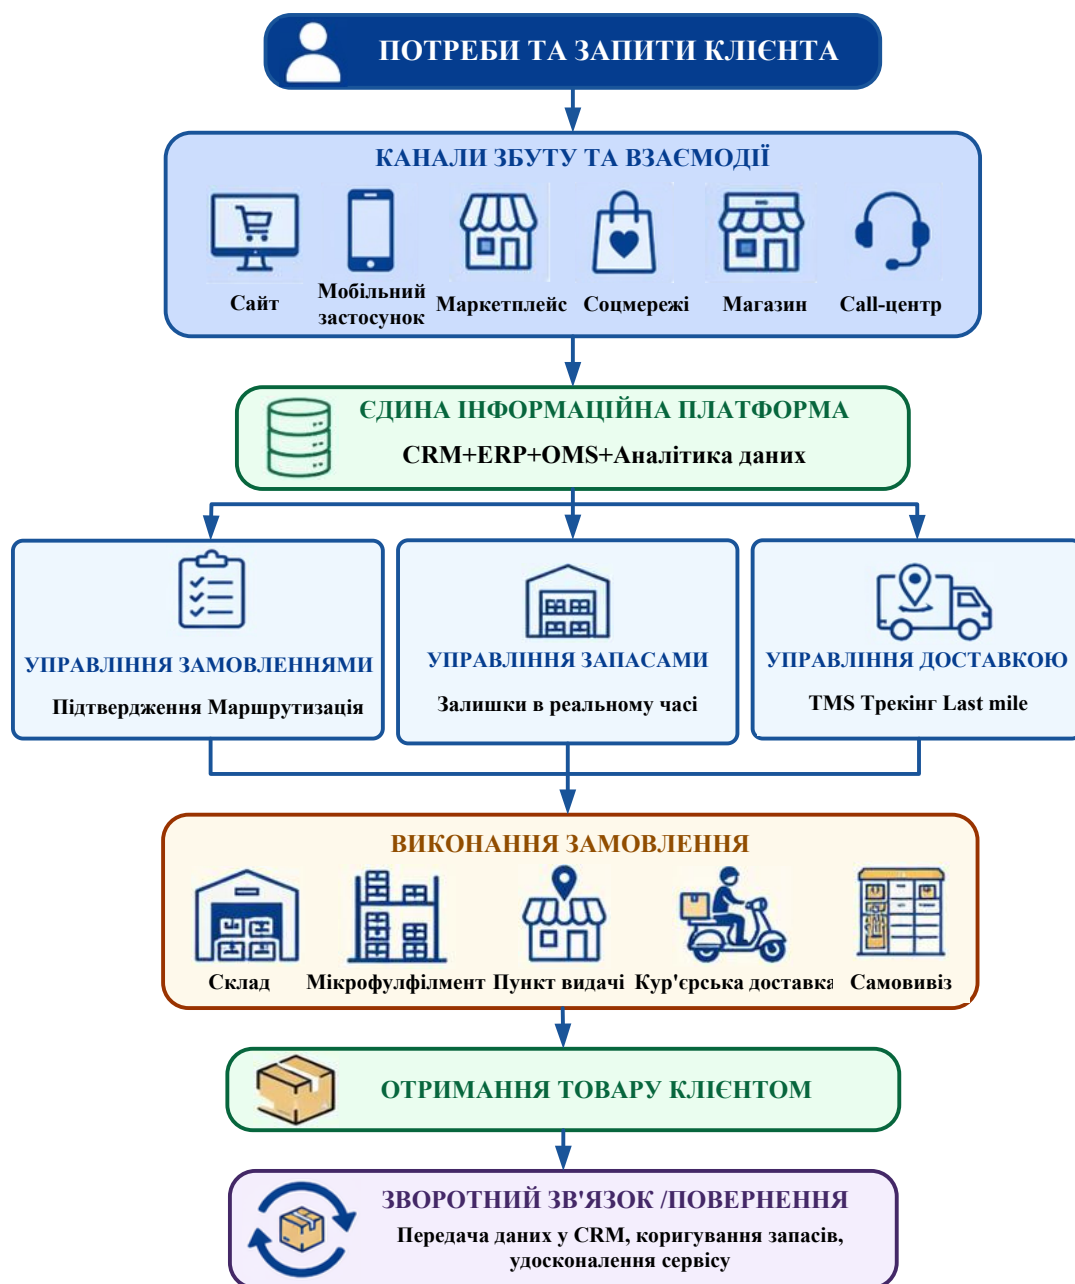 ПОТРЕБИ ТА ЗАПИТИ КЛІЄНТА
КАНАЛИ ЗБУТУ ТА ВЗАЄМОДІЇ
Сайт
Мобільний
застосунок
Маркетплейс
Соцмережі
Магазин
Call-центр
ЄДИНА ІНФОРМАЦІЙНА ПЛАТФОРМА
CRM+ERP+OMS+Аналітика даних
УПРАВЛІННЯ ЗАМОВЛЕННЯМИ
Підтвердження Маршрутизація
УПРАВЛІННЯ ЗАПАСАМИ
Залишки в реальному часі
УПРАВЛІННЯ ДОСТАВКОЮ
TMS Трекінг Last mile
ВИКОНАННЯ ЗАМОВЛЕННЯ
Склад
Мікрофулфілмент
Пункт видачі
Кур'єрська доставка
Самовивіз
ОТРИМАННЯ ТОВАРУ КЛІЄНТОМ
ЗВОРОТНИЙ ЗВ'ЯЗОК /ПОВЕРНЕННЯ
Передача даних у CRM, коригування запасів,
удосконалення сервісу